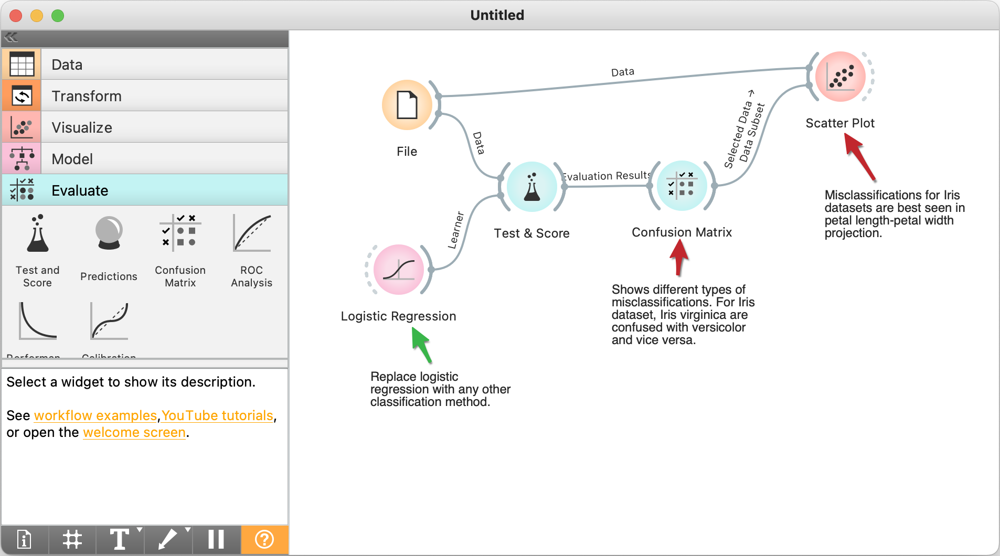 Untitled
Data
Transform
Visualize
Model
Evaluate
Test and
Score
Predictions
Confusion
Matrix
ROC
Analysis
Performan
Calibration
Select a widget to show its description.
See workflow examples,YouTube tutorials,
or open the welcome screen.
File
Data
Data
Learner
Logistic Regression
Replace logistic
regression with any other
classification method.
Test & Score
Evaluation Results
Confusion Matrix
Shows different types of
misclassifications. For Iris
dataset, Iris virginica are
confused with versicolor
and vice versa.
Selected Data →
Data Subset
Scatter Plot
Misclassifications for Iris
datasets are best seen in
petal length-petal width
projection.